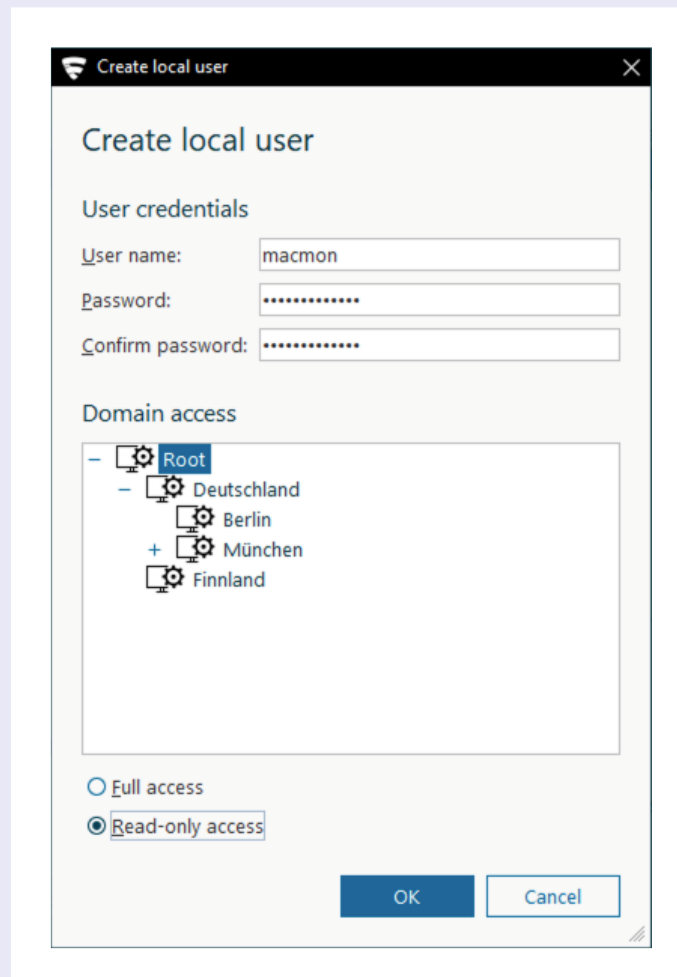 Create local user
Create local user
User credentials
User name: macmon
Password: •••••••••••••
Confirm password: •••••••••••••
Domain access
Root
Deutschland
Berlin
München
Finnland
Full access
Read-only access
OK Cancel